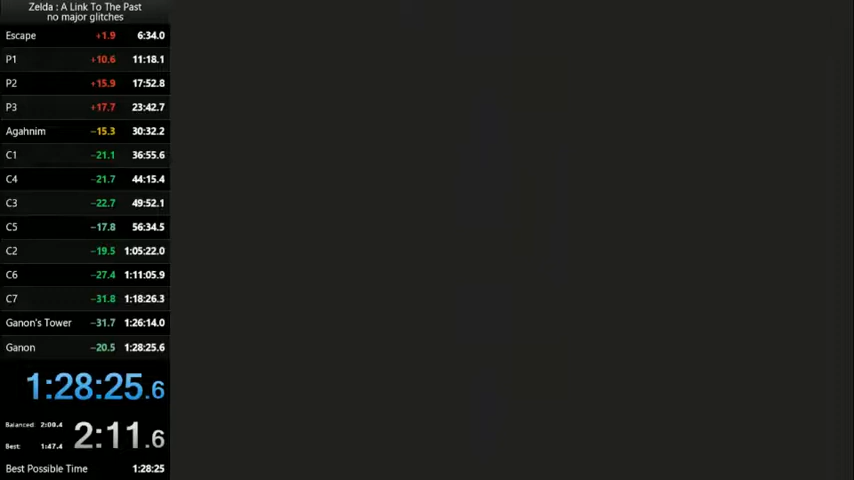 Zelda : A Link To The Past
no major glitches
Escape +1.9 6:34.0
P1 +10.6 11:18.1
P2 +15.9 17:52.8
P3 +17.7 23:42.7
Agahnim −15.3 30:32.2
C1 −21.1 36:55.6
C4 −21.7 44:15.4
C3 −22.7 49:52.1
C5 −17.8 56:34.5
C2 −19.5 1:05:22.0
C6 −27.4 1:11:05.9
C7 −31.8 1:18:26.3
Ganon's Tower −31.7 1:26:14.0
Ganon −20.5 1:28:25.6
1:28:25.6
Balanced: 2:00.4
2:11.6
Best: 1:47.4
Best Possible Time 1:28:25